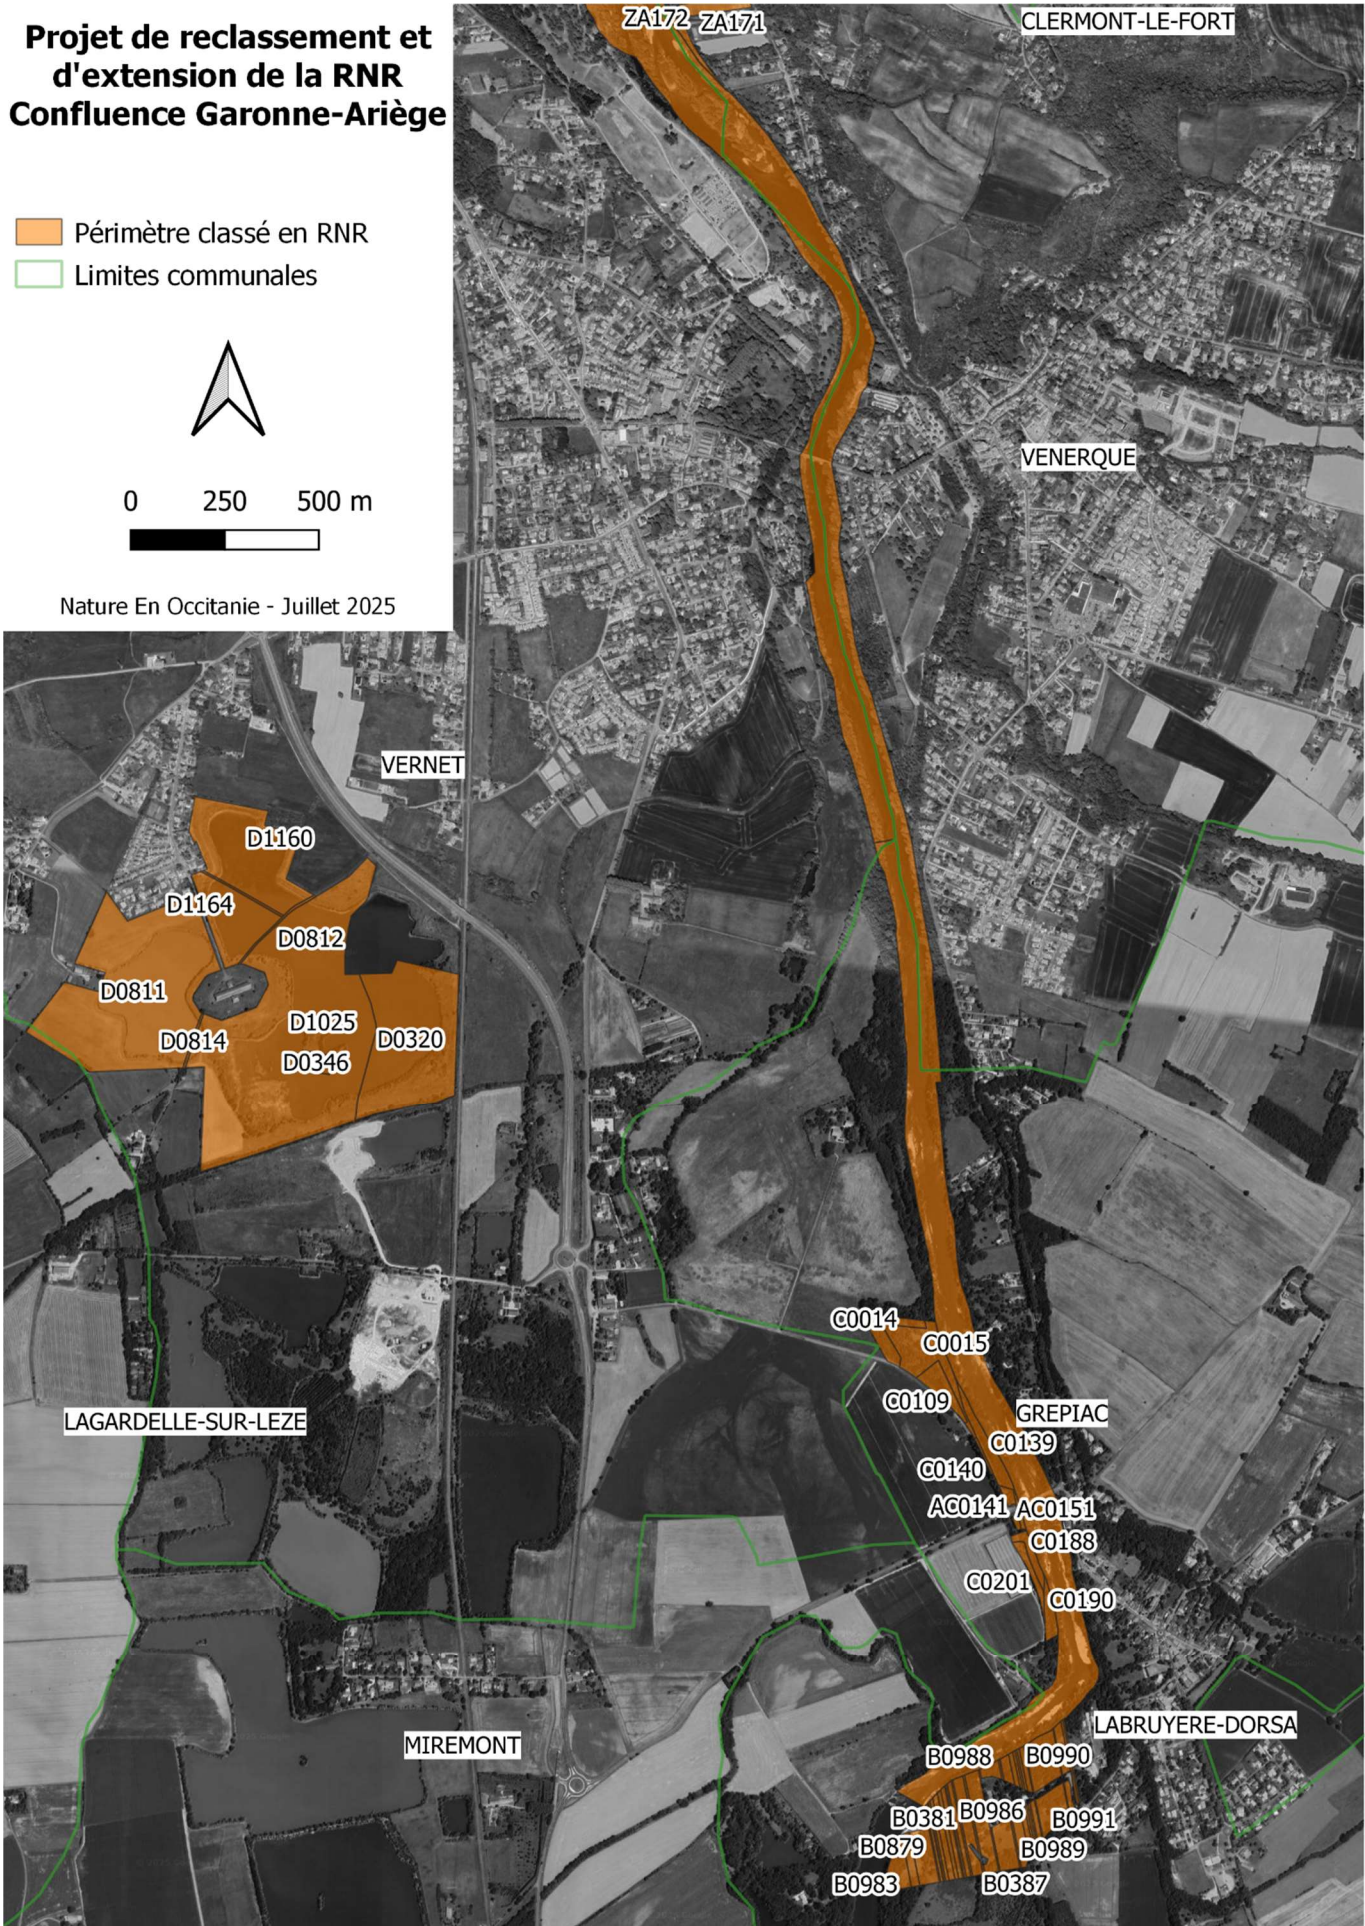 Projet de reclassement et
d'extension de la RNR
Confluence Garonne-Ariège
Périmètre classé en RNR
Limites communales
0 250 500 m
Nature En Occitanie - Juillet 2025
ZA172 ZA171
CLERMONT-LE-FORT
VENERQUE
VERNET
D1160
D1164
D0812
D0811
D1025
D0814
D0320
D0346
C0014
C0015
C0109
GREPIAC
LAGARDELLE-SUR-LEZE
C0139
C0140
AC0141 AC0151
C0188
C0201
C0190
LABRUYERE-DORSA
MIREMONT
B0988 B0990
B0381 B0986 B0991
B0879 B0989
B0983 B0387